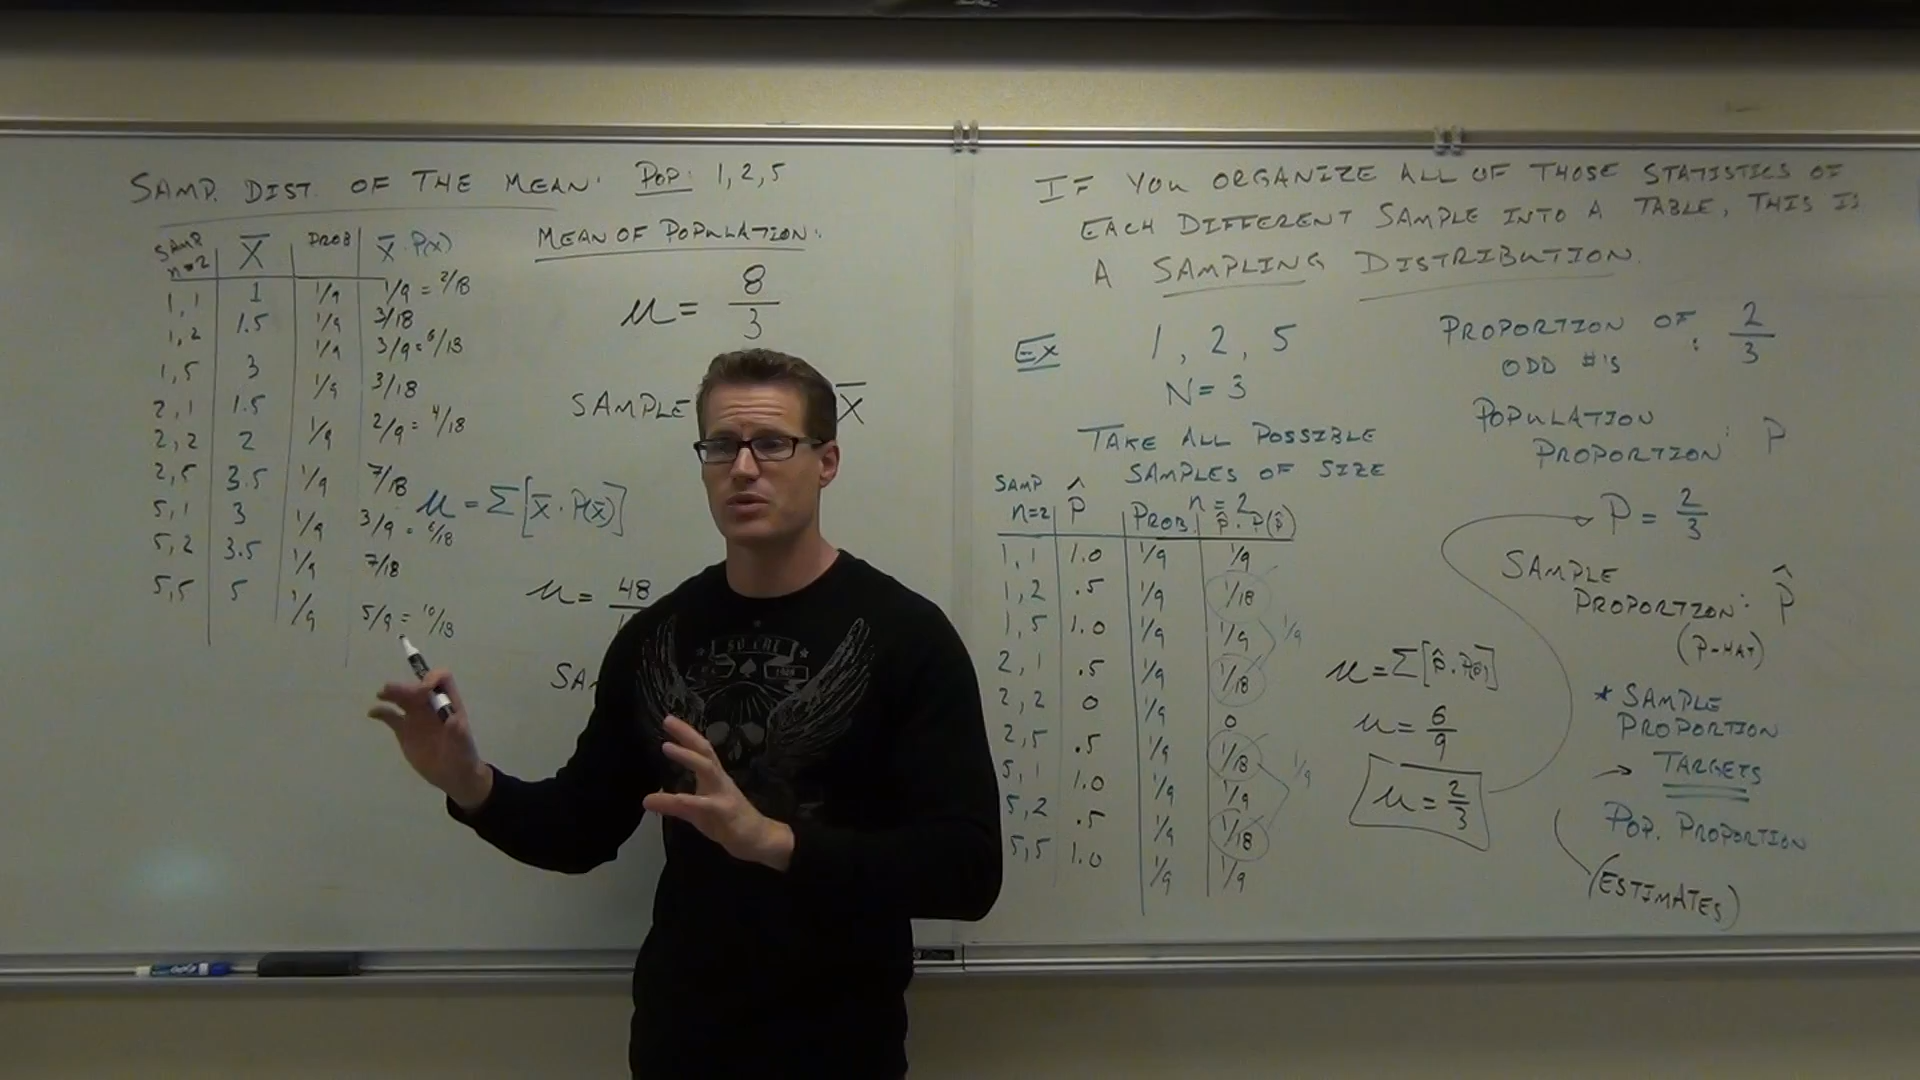 SAMP. DIST. OF THE MEAN: POP: 1, 2, 5
MEAN OF POPULATION:
μ = 8/3
SAMPLE x̄
SAMP n=2 | x̄ | PROB | x̄ · P(x̄)
1,1 | 1 | 1/9 | 1/9 = 2/18
1,2 | 1.5 | 1/9 | 3/18
1,5 | 3 | 1/9 | 3/9 = 6/18
2,1 | 1.5 | 1/9 | 3/18
2,2 | 2 | 1/9 | 2/9 = 4/18
2,5 | 3.5 | 1/9 | 7/18
5,1 | 3 | 1/9 | 3/9 = 6/18
5,2 | 3.5 | 1/9 | 7/18
5,5 | 5 | 1/9 | 5/9 = 10/18
μ = Σ[x̄ · P(x̄)]
μ = 48
IF YOU ORGANIZE ALL OF THOSE STATISTICS OF
EACH DIFFERENT SAMPLE INTO A TABLE, THIS IS
A SAMPLING DISTRIBUTION.
EX 1, 2, 5
N = 3
TAKE ALL POSSIBLE
SAMPLES OF SIZE
n = 2
SAMP n=2 | p̂ | PROB. | p̂ · P(p̂)
1,1 | 1.0 | 1/9 | 1/9
1,2 | .5 | 1/9 | 1/18
1,5 | 1.0 | 1/9 | 1/9
2,1 | .5 | 1/9 | 1/18
2,2 | 0 | 1/9 | 0
2,5 | .5 | 1/9 | 1/18
5,1 | 1.0 | 1/9 | 1/9
5,2 | .5 | 1/9 | 1/18
5,5 | 1.0 | 1/9 | 1/9
1/9
1/9
μ = Σ[p̂ · P(p̂)]
μ = 6/9
μ = 2/3
PROPORTION OF : 2/3
ODD #'S
POPULATION
PROPORTION: P
P = 2/3
SAMPLE
PROPORTION: p̂
(P-HAT)
* SAMPLE
PROPORTION
→ TARGETS
POP. PROPORTION
(ESTIMATES)
SO CAL